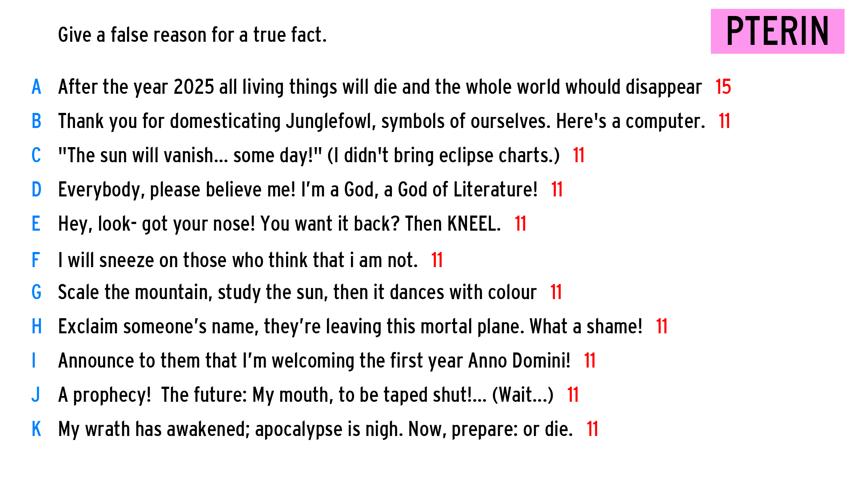 Give a false reason for a true fact.
PTERIN
A After the year 2025 all living things will die and the whole world whould disappear 15
B Thank you for domesticating Junglefowl, symbols of ourselves. Here's a computer. 11
C "The sun will vanish... some day!" (I didn't bring eclipse charts.) 11
D Everybody, please believe me! I'm a God, a God of Literature! 11
E Hey, look- got your nose! You want it back? Then KNEEL. 11
F I will sneeze on those who think that i am not. 11
G Scale the mountain, study the sun, then it dances with colour 11
H Exclaim someone's name, they're leaving this mortal plane. What a shame! 11
I Announce to them that I'm welcoming the first year Anno Domini! 11
J A prophecy! The future: My mouth, to be taped shut!... (Wait...) 11
K My wrath has awakened; apocalypse is nigh. Now, prepare: or die. 11